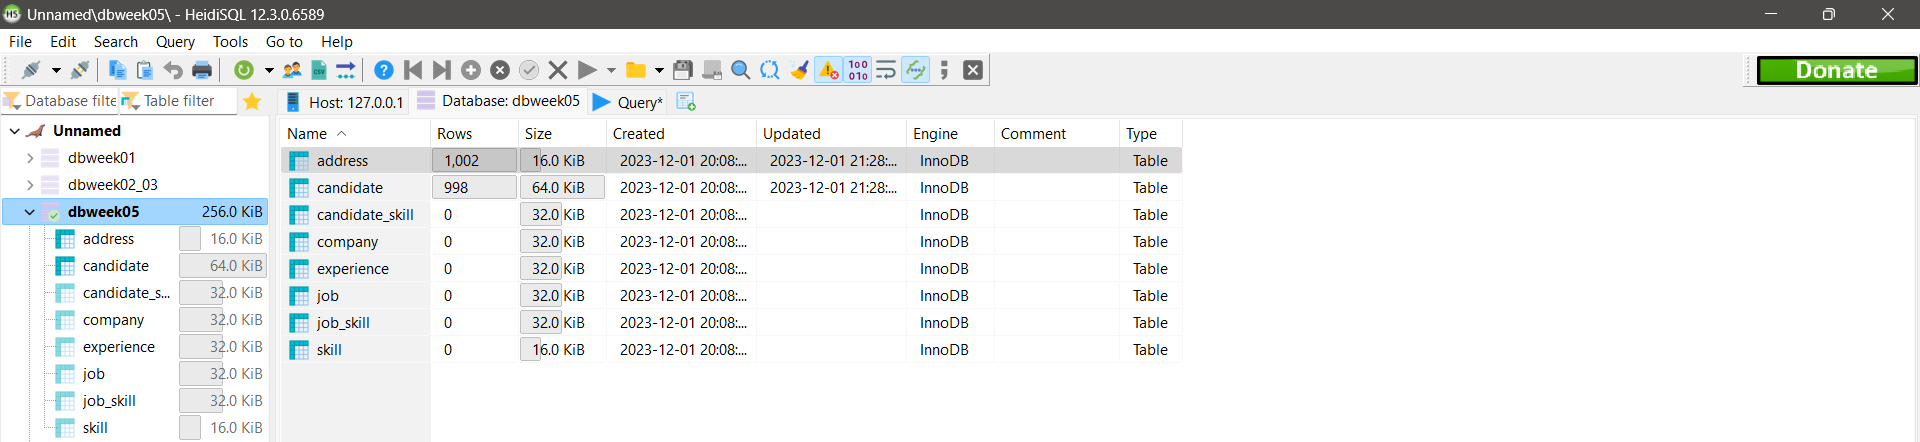 HS Unnamed\dbweek05\ - HeidiSQL 12.3.0.6589
File Edit Search Query Tools Go to Help
Donate
Database filte Table filter Host: 127.0.0.1 Database: dbweek05 Query*
Unnamed
dbweek01
dbweek02_03
dbweek05 256.0 KiB
address 16.0 KiB
candidate 64.0 KiB
candidate_s... 32.0 KiB
company 32.0 KiB
experience 32.0 KiB
job 32.0 KiB
job_skill 32.0 KiB
skill 16.0 KiB
Name Rows Size Created Updated Engine Comment Type
address 1,002 16.0 KiB 2023-12-01 20:08:... 2023-12-01 21:28:... InnoDB Table
candidate 998 64.0 KiB 2023-12-01 20:08:... 2023-12-01 21:28:... InnoDB Table
candidate_skill 0 32.0 KiB 2023-12-01 20:08:... InnoDB Table
company 0 32.0 KiB 2023-12-01 20:08:... InnoDB Table
experience 0 32.0 KiB 2023-12-01 20:08:... InnoDB Table
job 0 32.0 KiB 2023-12-01 20:08:... InnoDB Table
job_skill 0 32.0 KiB 2023-12-01 20:08:... InnoDB Table
skill 0 16.0 KiB 2023-12-01 20:08:... InnoDB Table